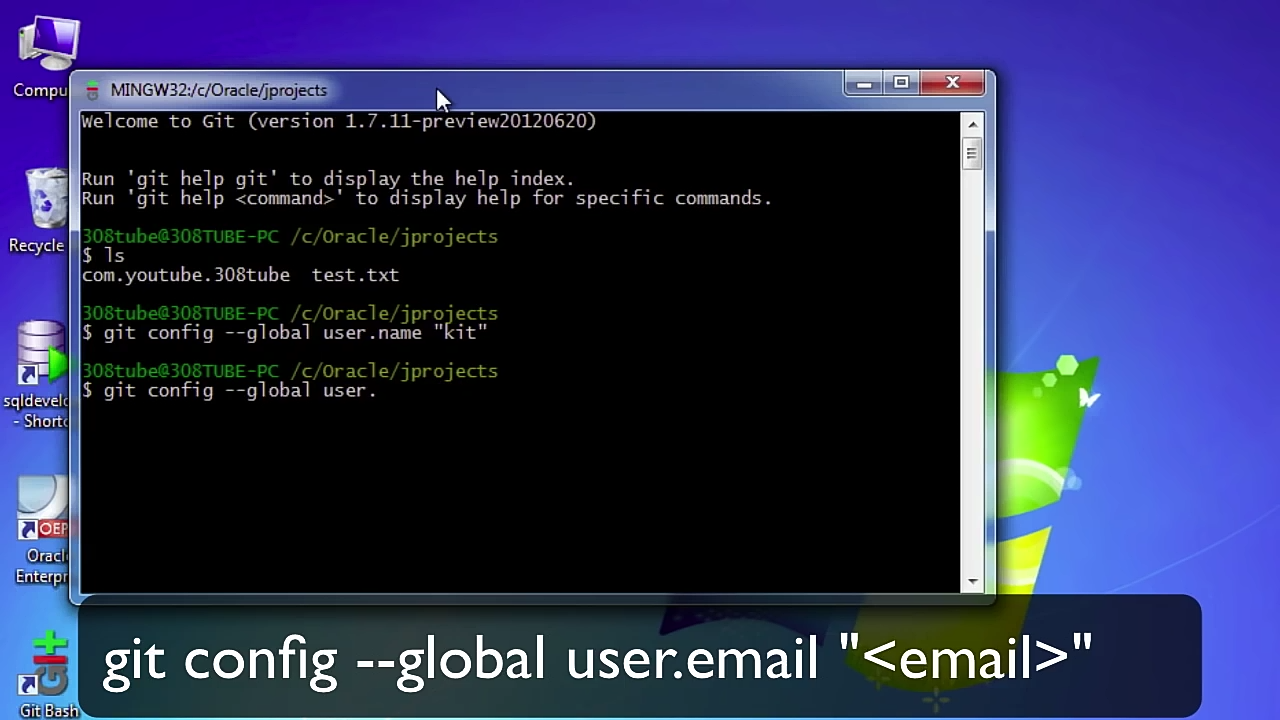 Compu
MINGW32:/c/Oracle/jprojects
Welcome to Git (version 1.7.11-preview20120620)
Run 'git help git' to display the help index.
Run 'git help <command>' to display help for specific commands.
308tube@308TUBE-PC /c/Oracle/jprojects
$ ls
com.youtube.308tube  test.txt
308tube@308TUBE-PC /c/Oracle/jprojects
$ git config --global user.name "kit"
308tube@308TUBE-PC /c/Oracle/jprojects
$ git config --global user.
Recycle
sqldevelo
- Shortc
OEP
Oracle
Enterpr
Git Bash
git config --global user.email "<email>"